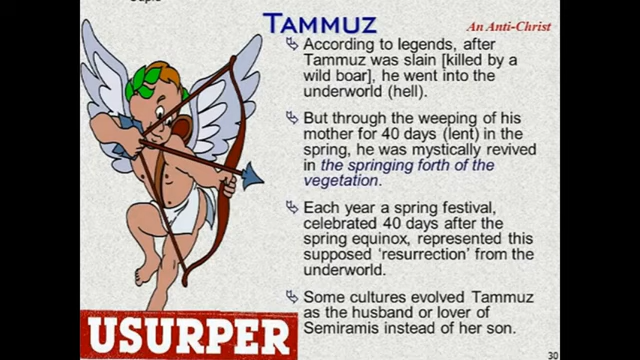 TAMMUZ
An Anti-Christ
According to legends, after
Tammuz was slain [killed by a
wild boar], he went into the
underworld (hell).
But through the weeping of his
mother for 40 days (lent) in the
spring, he was mystically revived
in the springing forth of the
vegetation.
Each year a spring festival,
celebrated 40 days after the
spring equinox, represented this
supposed ‘resurrection’ from the
underworld.
Some cultures evolved Tammuz
as the husband or lover of
Semiramis instead of her son.
USURPER
30